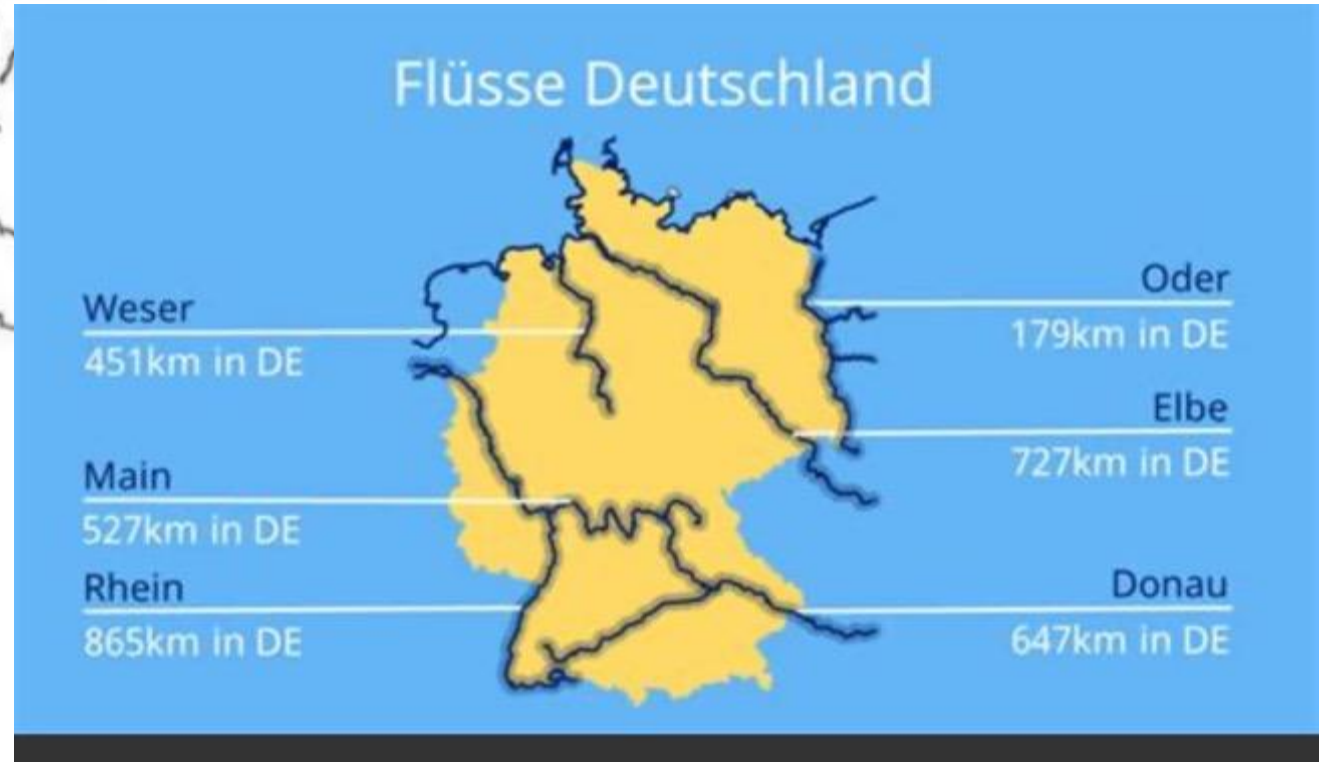 Flüsse Deutschland
Weser
451km in DE
Main
527km in DE
Rhein
865km in DE
Oder
179km in DE
Elbe
727km in DE
Donau
647km in DE